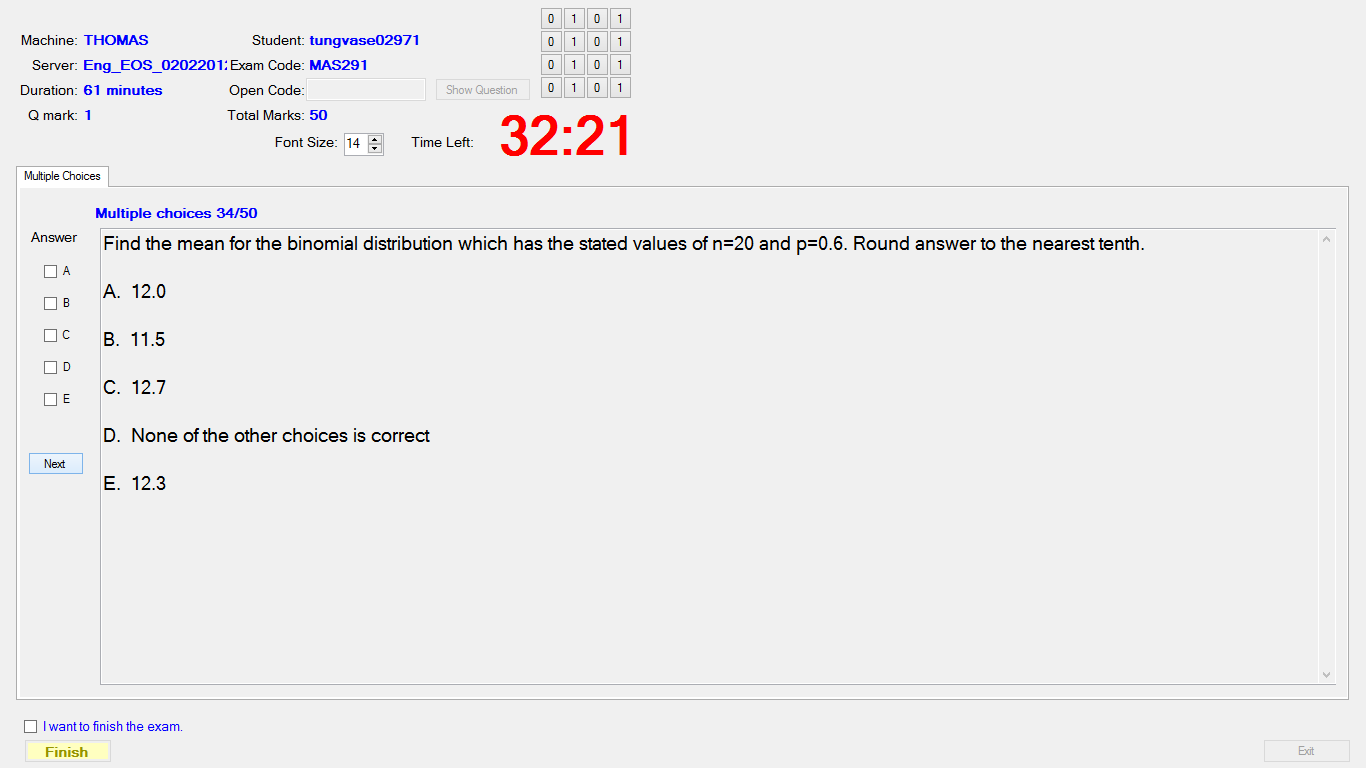 0 1 0 1
Machine: THOMAS Student: tungvase02971
0 1 0 1
Server: Eng_EOS_02022012 Exam Code: MAS291
0 1 0 1
Duration: 61 minutes Open Code: Show Question
0 1 0 1
Q mark: 1 Total Marks: 50
Font Size: 14 Time Left: 32:21
Multiple Choices
Multiple choices 34/50
Answer
Find the mean for the binomial distribution which has the stated values of n=20 and p=0.6. Round answer to the nearest tenth.
A
A. 12.0
B
B. 11.5
C
C. 12.7
D
D. None of the other choices is correct
E
E. 12.3
Next
I want to finish the exam.
Finish
Exit